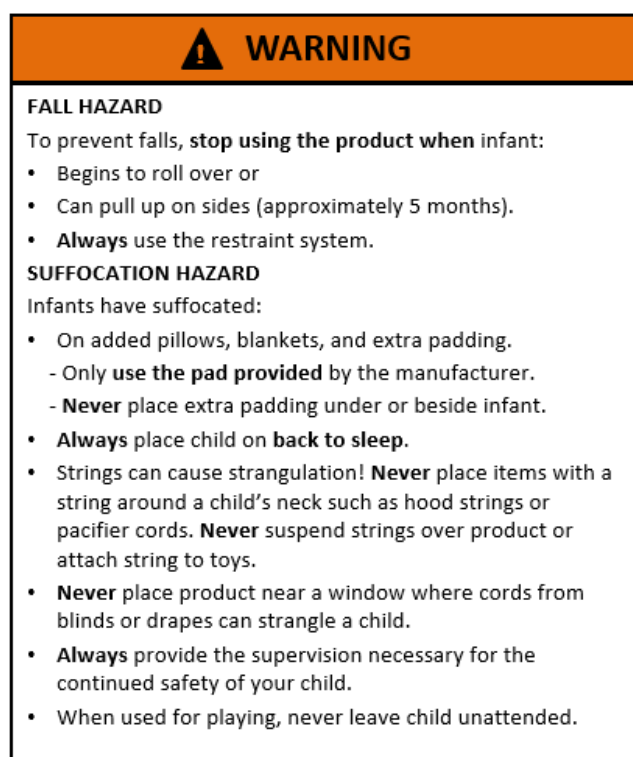 WARNING
FALL HAZARD
To prevent falls, stop using the product when infant:
• Begins to roll over or
• Can pull up on sides (approximately 5 months).
• Always use the restraint system.
SUFFOCATION HAZARD
Infants have suffocated:
• On added pillows, blankets, and extra padding.
- Only use the pad provided by the manufacturer.
- Never place extra padding under or beside infant.
• Always place child on back to sleep.
• Strings can cause strangulation! Never place items with a
string around a child’s neck such as hood strings or
pacifier cords. Never suspend strings over product or
attach string to toys.
• Never place product near a window where cords from
blinds or drapes can strangle a child.
• Always provide the supervision necessary for the
continued safety of your child.
• When used for playing, never leave child unattended.